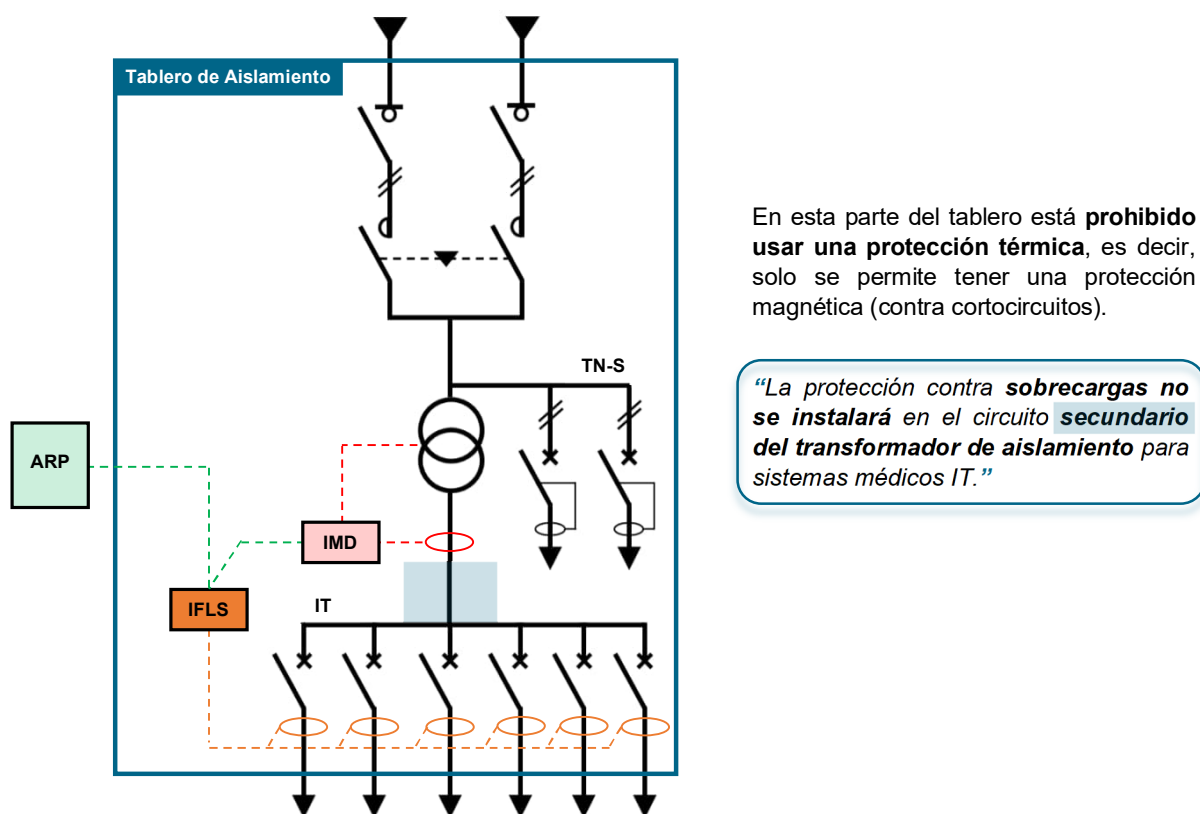 Tablero de Aislamiento
En esta parte del tablero está prohibido
usar una protección térmica, es decir,
solo se permite tener una protección
magnética (contra cortocircuitos).
TN-S
“La protección contra sobrecargas no
se instalará en el circuito secundario
del transformador de aislamiento para
sistemas médicos IT.”
ARP
IMD
IFLS
IT